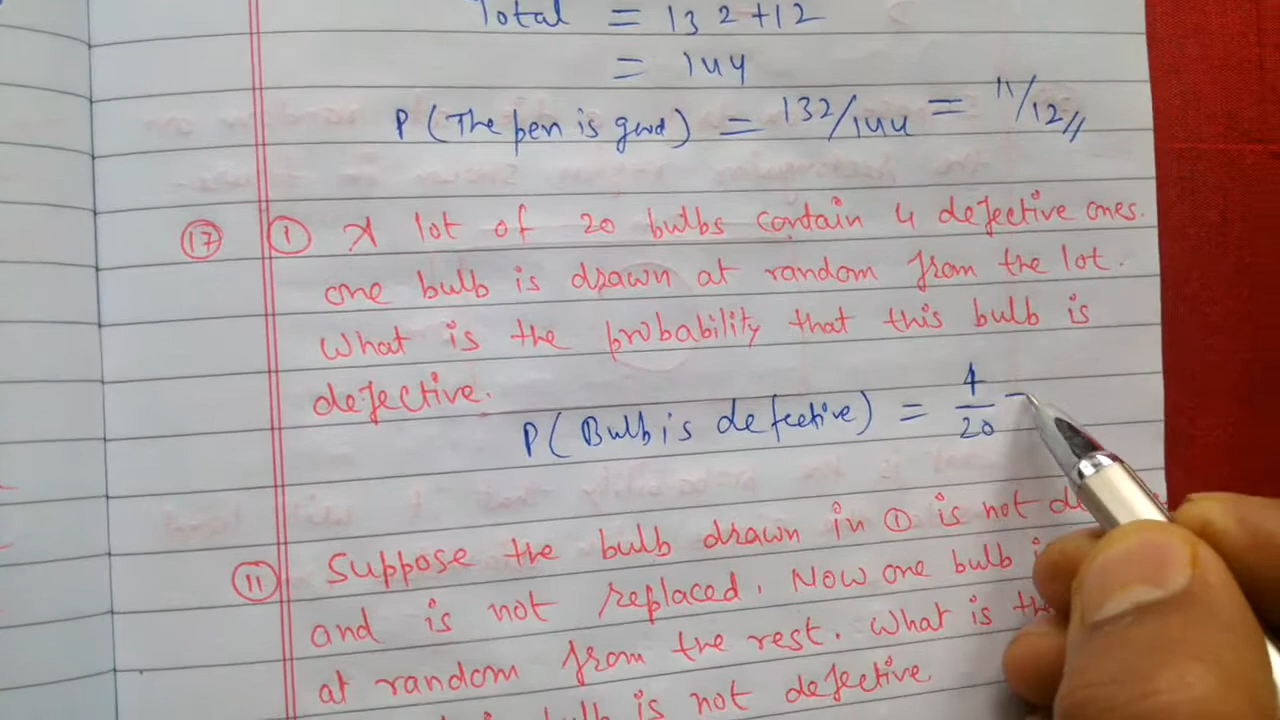 Total = 132+12
= 144
P (The pen is good) = 132/144 = 11/12 //
17 i A lot of 20 bulbs contain 4 defective ones.
one bulb is drawn at random from the lot.
What is the probability that this bulb is
defective.
P ( Bulb is defective ) = 4/20
ii Suppose the bulb drawn in i is not
and is not replaced. Now one bulb
at random from the rest. What is
bulb is not defective